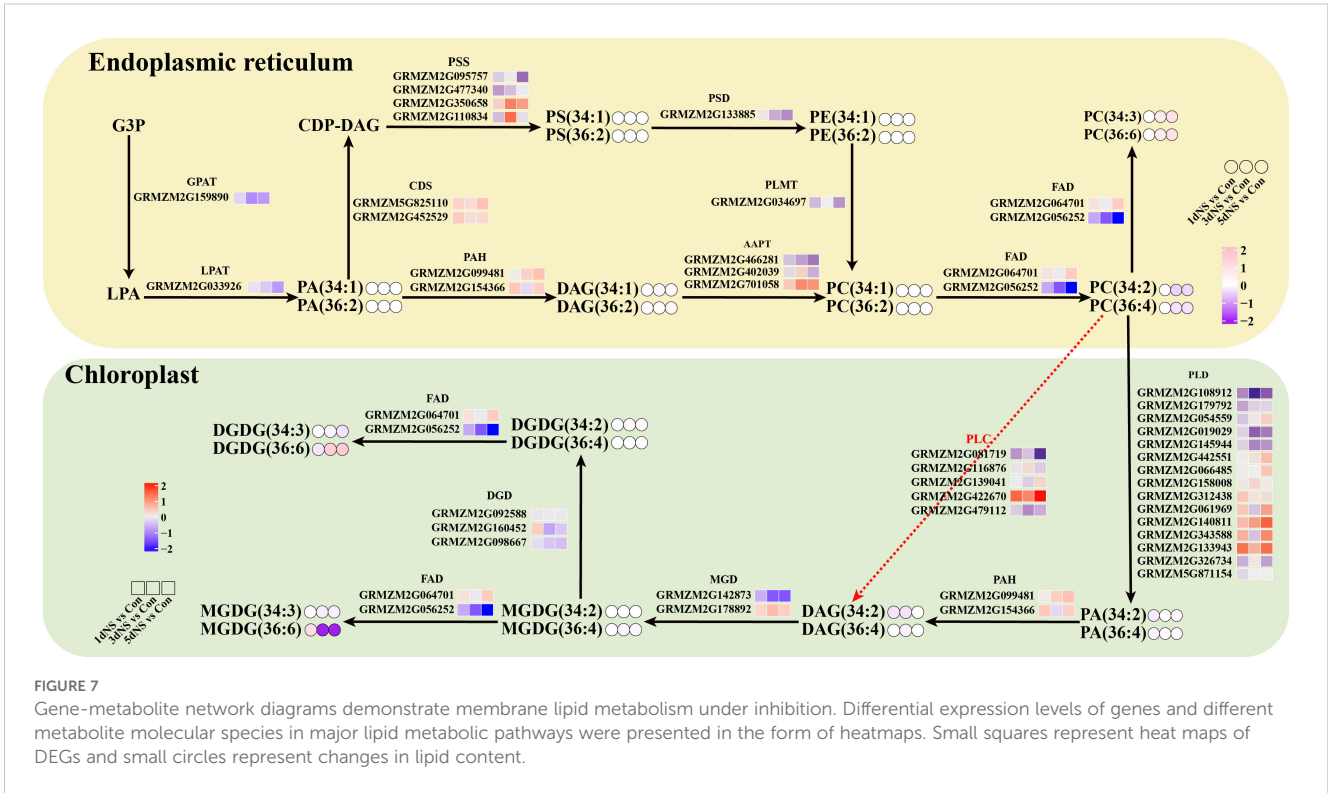 Endoplasmic reticulum
PSS
GRMZM2G095757
GRMZM2G477340
GRMZM2G350658
GRMZM2G110834
G3P
CDP-DAG
PS(34:1)
PS(36:2)
PSD
GRMZM2G133885
PE(34:1)
PE(36:2)
PC(34:3)
PC(36:6)
GPAT
GRMZM2G159890
CDS
GRMZM5G825110
GRMZM2G452529
PLMT
GRMZM2G034697
FAD
GRMZM2G064701
GRMZM2G056252
1dNS vs Con
3dNS vs Con
5dNS vs Con
2
1
0
−1
−2
LPA
LPAT
GRMZM2G033926
PA(34:1)
PA(36:2)
PAH
GRMZM2G099481
GRMZM2G154366
DAG(34:1)
DAG(36:2)
AAPT
GRMZM2G466281
GRMZM2G402039
GRMZM2G701058
PC(34:1)
PC(36:2)
FAD
GRMZM2G064701
GRMZM2G056252
PC(34:2)
PC(36:4)
Chloroplast
DGDG(34:3)
DGDG(36:6)
FAD
GRMZM2G064701
GRMZM2G056252
DGDG(34:2)
DGDG(36:4)
PLC
GRMZM2G081719
GRMZM2G116876
GRMZM2G139041
GRMZM2G422670
GRMZM2G479112
PLD
GRMZM2G108912
GRMZM2G179792
GRMZM2G054559
GRMZM2G019029
GRMZM2G145944
GRMZM2G442551
GRMZM2G066485
GRMZM2G158008
GRMZM2G312438
GRMZM2G061969
GRMZM2G140811
GRMZM2G343588
GRMZM2G133943
GRMZM2G326734
GRMZM5G871154
2
1
0
−1
−2
DGD
GRMZM2G092588
GRMZM2G160452
GRMZM2G098667
1dNS vs Con
3dNS vs Con
5dNS vs Con
MGDG(34:3)
MGDG(36:6)
FAD
GRMZM2G064701
GRMZM2G056252
MGDG(34:2)
MGDG(36:4)
MGD
GRMZM2G142873
GRMZM2G178892
DAG(34:2)
DAG(36:4)
PAH
GRMZM2G099481
GRMZM2G154366
PA(34:2)
PA(36:4)
FIGURE 7
Gene-metabolite network diagrams demonstrate membrane lipid metabolism under inhibition. Differential expression levels of genes and different
metabolite molecular species in major lipid metabolic pathways were presented in the form of heatmaps. Small squares represent heat maps of
DEGs and small circles represent changes in lipid content.